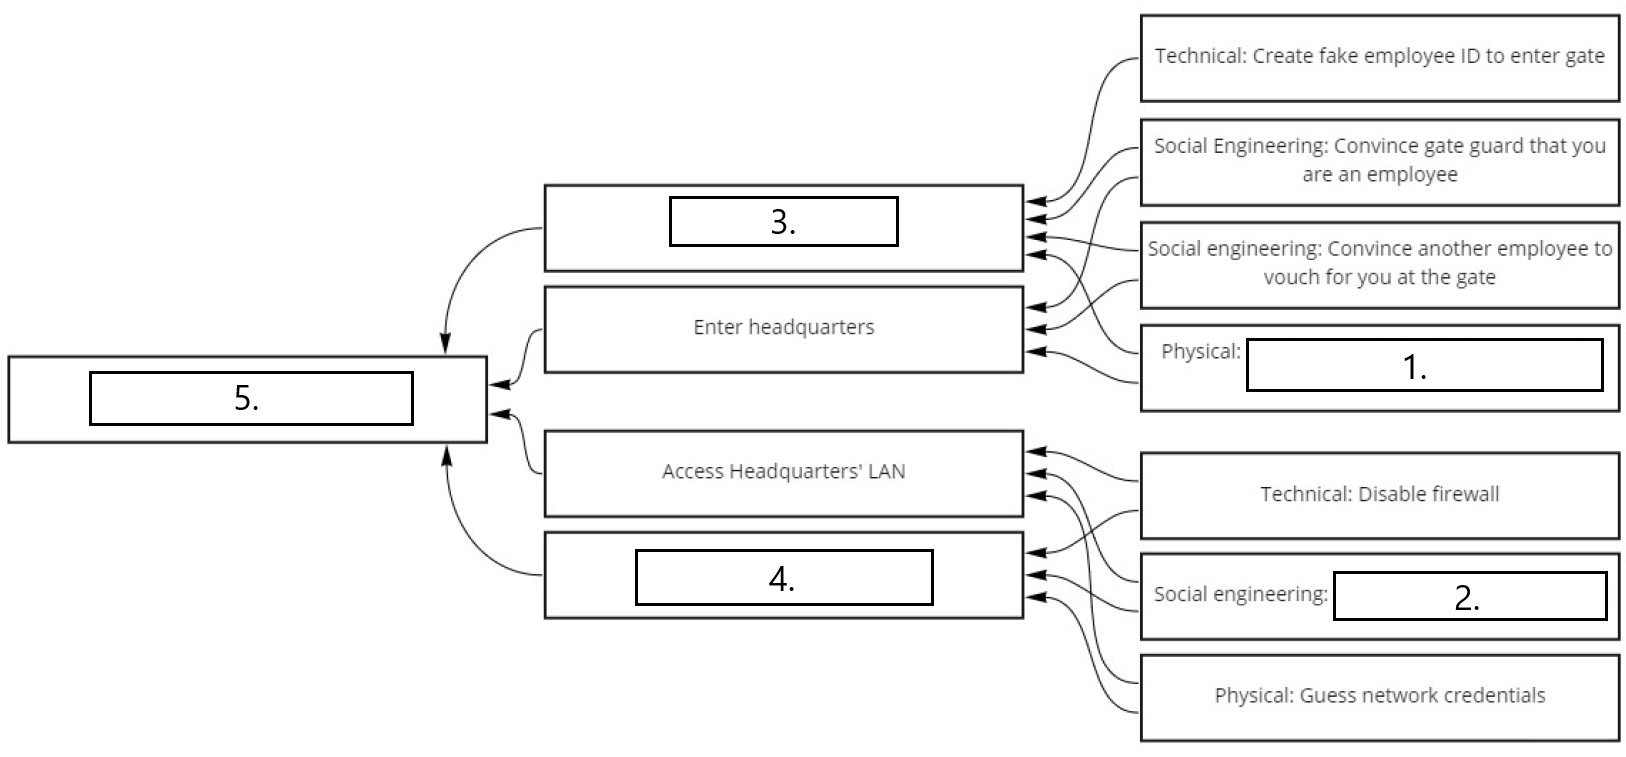 Technical: Create fake employee ID to enter gate
Social Engineering: Convince gate guard that you
are an employee
3.
Social engineering: Convince another employee to
vouch for you at the gate
Enter headquarters
Physical:
1.
5.
Access Headquarters' LAN
Technical: Disable firewall
4.
Social engineering:
2.
Physical: Guess network credentials